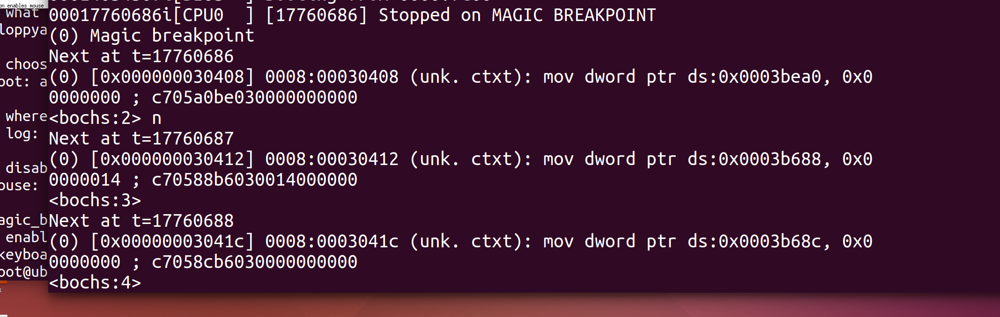 on enables mouse
what
loppya
choos
oot: a
where
log:
disab
ouse:
agic_b
enabl
keyboa
oot@ub
00017760686i[CPU0  ] [17760686] Stopped on MAGIC BREAKPOINT
(0) Magic breakpoint
Next at t=17760686
(0) [0x000000030408] 0008:00030408 (unk. ctxt): mov dword ptr ds:0x0003bea0, 0x0
0000000 ; c705a0be030000000000
<bochs:2> n
Next at t=17760687
(0) [0x000000030412] 0008:00030412 (unk. ctxt): mov dword ptr ds:0x0003b688, 0x0
0000014 ; c70588b6030014000000
<bochs:3>
Next at t=17760688
(0) [0x00000003041c] 0008:0003041c (unk. ctxt): mov dword ptr ds:0x0003b68c, 0x0
0000000 ; c7058cb6030000000000
<bochs:4>